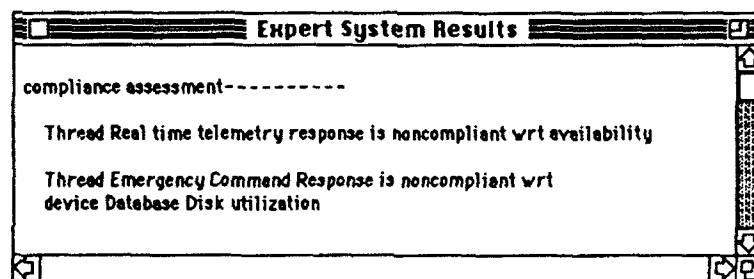 Expert System Results
compliance assessment-----------
Thread Real time telemetry response is noncompliant wrt availability
Thread Emergency Command Response is noncompliant wrt
device Database Disk utilization